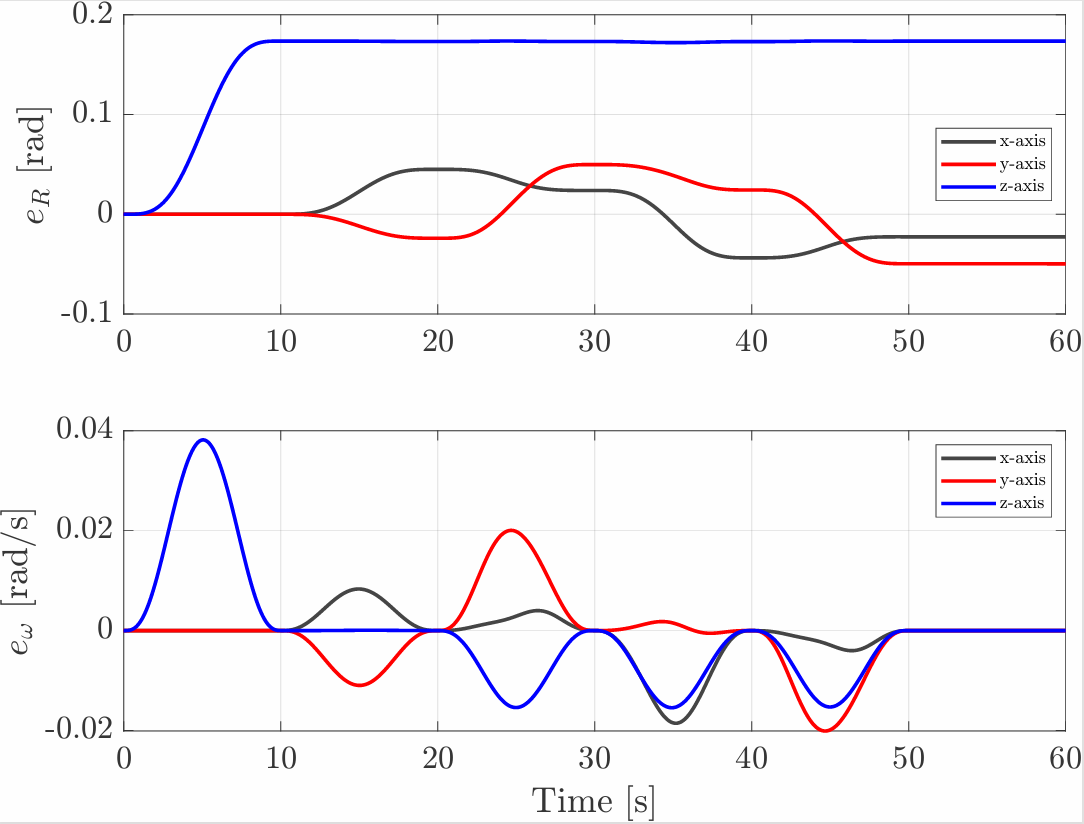 0.2
0.1
0
-0.1
e_R [rad]
x-axis
y-axis
z-axis
0 10 20 30 40 50 60
0.04
0.02
0
-0.02
e_ω [rad/s]
x-axis
y-axis
z-axis
0 10 20 30 40 50 60
Time [s]